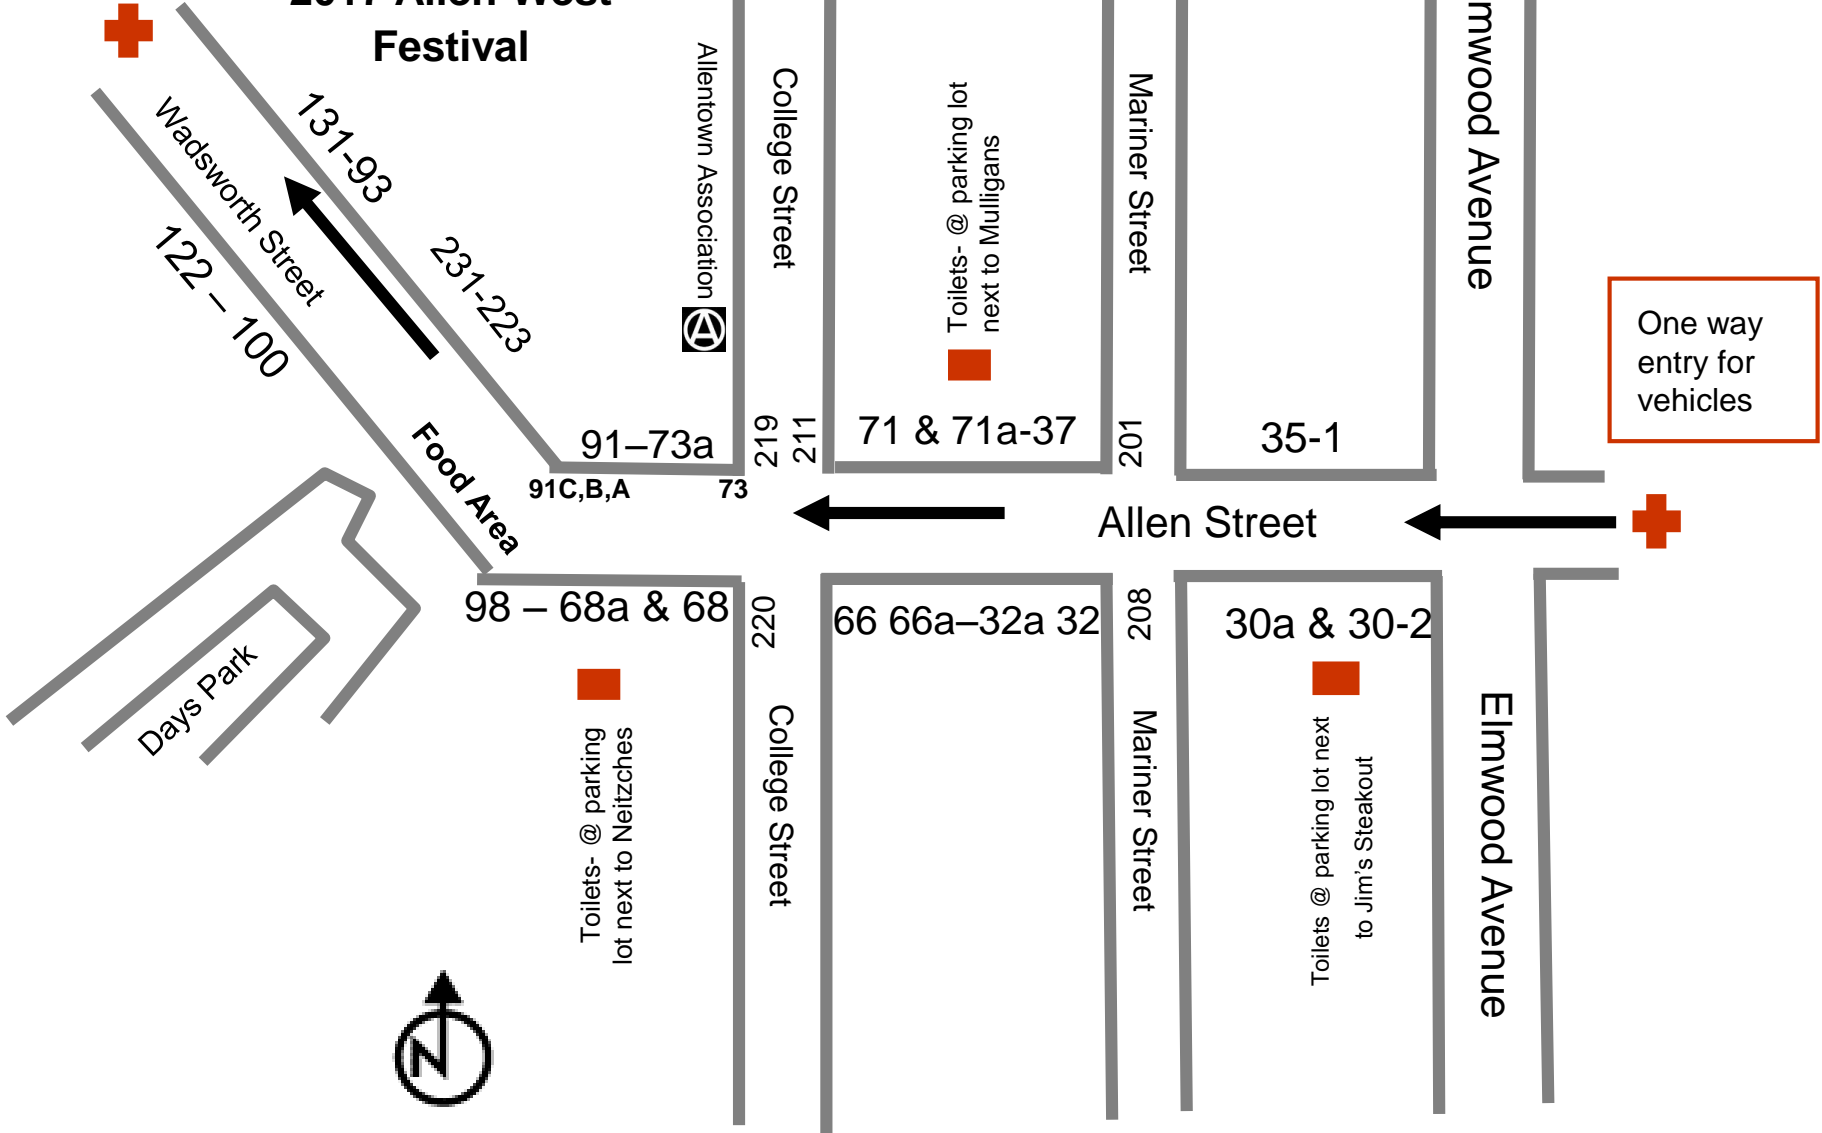 2017 Allen West
Festival
Wadsworth Street
131-93
231-223
122 – 100
Food Area
Allentown Association
A
College Street
Toilets- @ parking lot
next to Mulligans
Mariner Street
mwood Avenue
One way
entry for
vehicles
91–73a
91C,B,A
73
219
211
71 & 71a-37
201
35-1
Allen Street
98 – 68a & 68
220
66 66a–32a 32
208
30a & 30-2
Days Park
Toilets- @ parking
lot next to Neitzches
College Street
Mariner Street
Toilets @ parking lot next
to Jim's Steakout
Elmwood Avenue
N